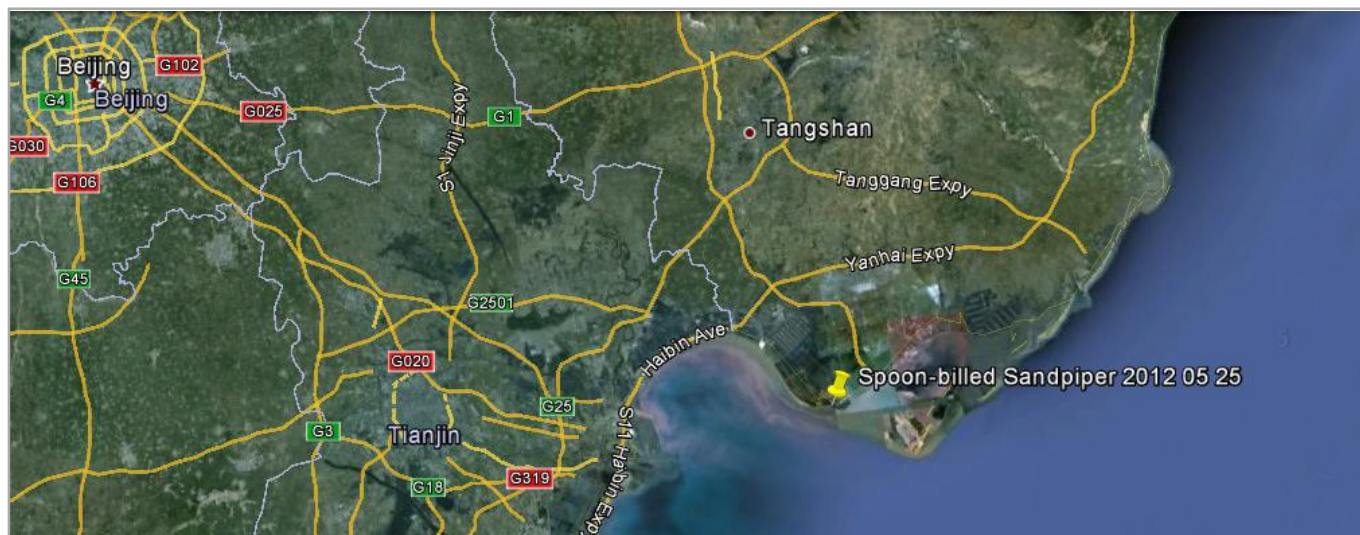 Beijing
G102
G4
Beijing
G025
G1
S1 Jinji Expy
Tangshan
G030
G106
Tanggang Expy
Yanhai Expy
G45
G2501
Haibin Ave
G020
Spoon-billed Sandpiper 2012 05 25
G25
G3
Tianjin
S11 Haibin Expy
G18
G319